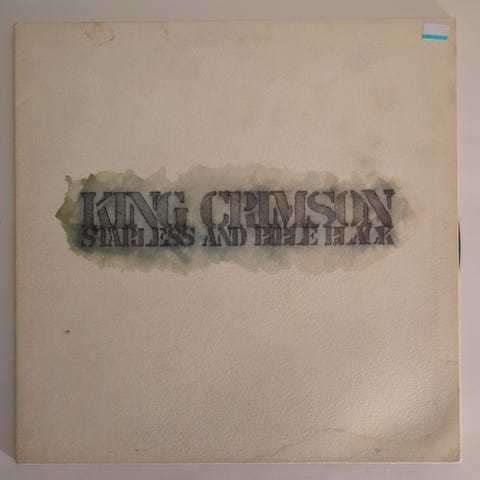 KING CRIMSON
STARLESS AND BIBLE BLACK